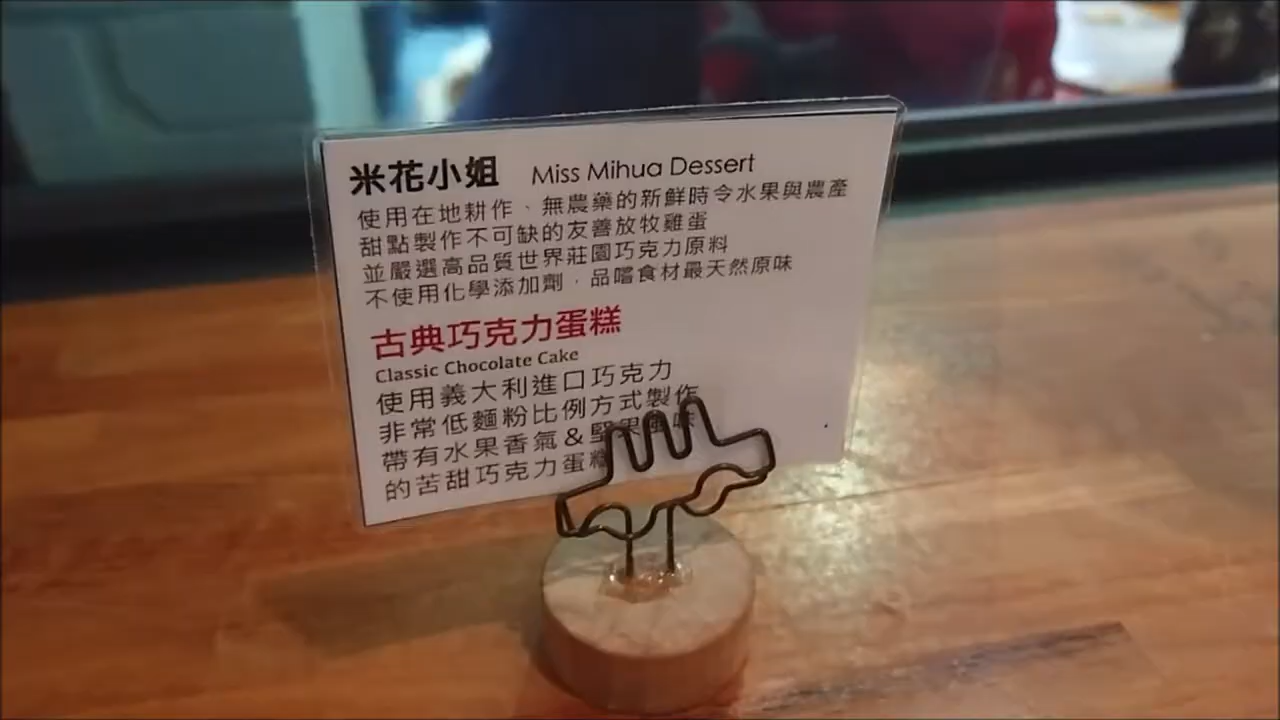 米花小姐 Miss Mihua Dessert
使用在地耕作、無農藥的新鮮時令水果與農產
甜點製作不可缺的友善放牧雞蛋
並嚴選高品質世界莊園巧克力原料
不使用化學添加劑，品嚐食材最天然原味
古典巧克力蛋糕
Classic Chocolate Cake
使用義大利進口巧克力
非常低麵粉比例方式製作
帶有水果香氣&堅果風味
的苦甜巧克力蛋糕